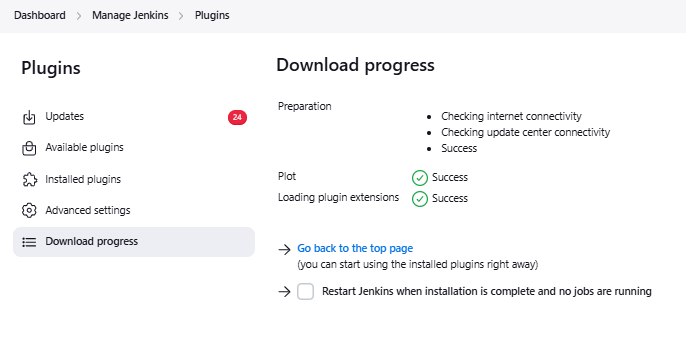 Dashboard > Manage Jenkins > Plugins
Plugins
Updates 24
Available plugins
Installed plugins
Advanced settings
Download progress
Download progress
Preparation
Checking internet connectivity
Checking update center connectivity
Success
Plot Success
Loading plugin extensions Success
Go back to the top page
(you can start using the installed plugins right away)
Restart Jenkins when installation is complete and no jobs are running